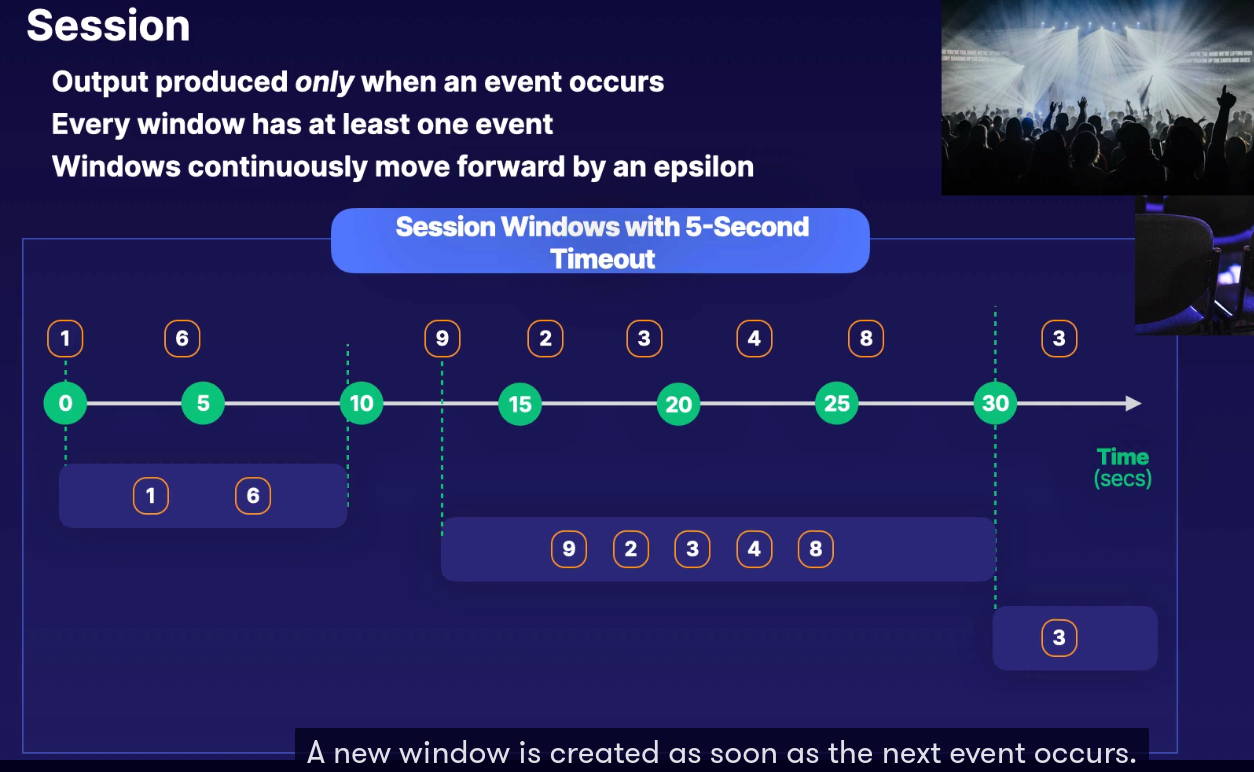 Session
Output produced only when an event occurs
Every window has at least one event
Windows continuously move forward by an epsilon
Session Windows with 5-Second
Timeout
1 6 9 2 3 4 8 3
0 5 10 15 20 25 30
Time
(secs)
1 6
9 2 3 4 8
3
A new window is created as soon as the next event occurs.